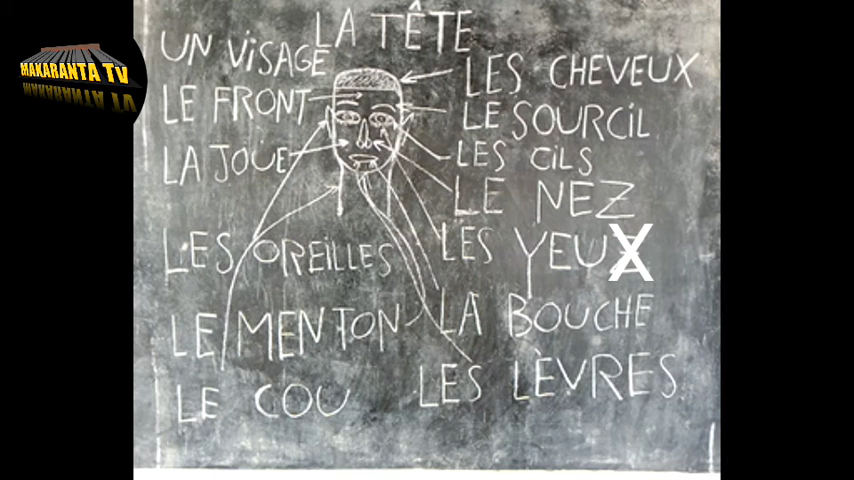 MAKARANTA TV
LA TÊTE
UN VISAGE
LES CHEVEUX
LE FRONT
LE SOURCIL
LA JOUE
LES CILS
LE NEZ
LES OREILLES
LES YEUX
LE MENTON
LA BOUCHE
LE COU
LES LÈVRES